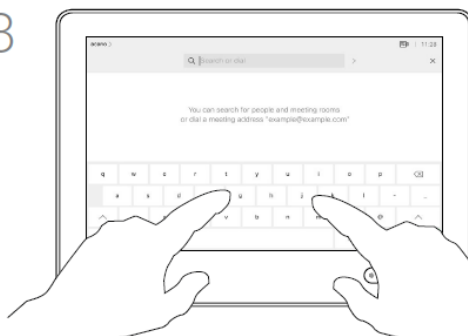 3
acano 11:28
Search or dial
You can search for people and meeting rooms
or dial a meeting address "example@example.com"
q w e r t y u i o p
a s d g h j k l - _
v b n m @